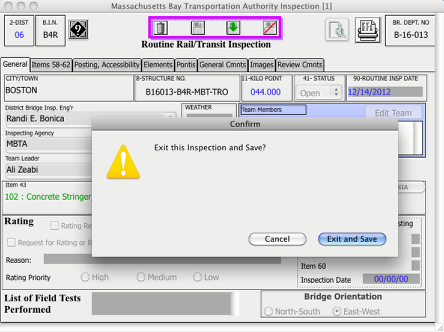 Massachusetts Bay Transportation Authority Inspection [1]
2-DIST
B.I.N.
BR. DEPT. NO
06
B4R
B-16-013
Routine Rail/Transit Inspection
General Items 58-62 Posting, Accessibility Elements Pontis General Cmnts Images Review Cmnts
CITY/TOWN
8-STRUCTURE NO.
11-KILO POINT
41- STATUS
90-ROUTINE INSP DATE
BOSTON
B16013-B4R-MBT-TRO
044.000
Open
12/14/2012
District Bridge Insp. Eng'r
WEATHER
Team Members
Randi E. Bonica
Edit Team
Inspecting Agency
MBTA
Team Leader
Ali Zeabi
Confirm
Exit this Inspection and Save?
Cancel
Exit and Save
Item 43
102 : Concrete Stringer
Rating
Rating Re
Request for Rating or R
Reason:
Rating Priority
High
Medium
Low
Item 60
Inspection Date
00/00/00
List of Field Tests
Performed
Bridge Orientation
North-South
East-West